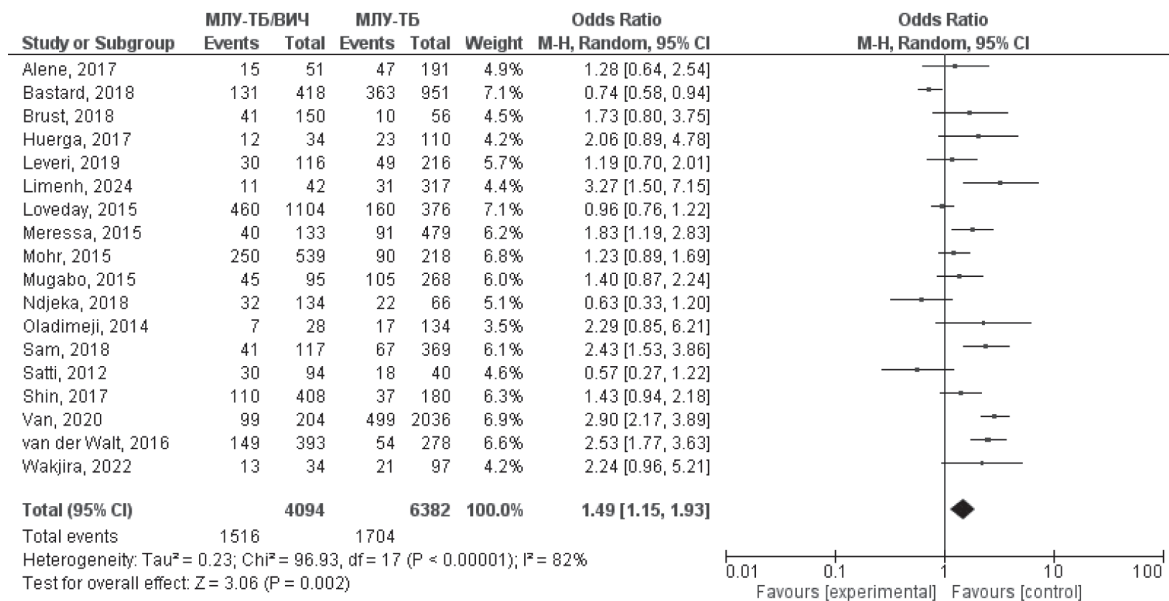 МЛУ-ТБ/ВИЧ МЛУ-ТБ Odds Ratio Odds Ratio
Study or Subgroup Events Total Events Total Weight M-H, Random, 95% CI M-H, Random, 95% CI
Alene, 2017 15 51 47 191 4.9% 1.28 [0.64, 2.54]
Bastard, 2018 131 418 363 951 7.1% 0.74 [0.58, 0.94]
Brust, 2018 41 150 10 56 4.5% 1.73 [0.80, 3.75]
Huerga, 2017 12 34 23 110 4.2% 2.06 [0.89, 4.78]
Leveri, 2019 30 116 49 216 5.7% 1.19 [0.70, 2.01]
Limenh, 2024 11 42 31 317 4.4% 3.27 [1.50, 7.15]
Loveday, 2015 460 1104 160 376 7.1% 0.96 [0.76, 1.22]
Meressa, 2015 40 133 91 479 6.2% 1.83 [1.19, 2.83]
Mohr, 2015 250 539 90 218 6.8% 1.23 [0.89, 1.69]
Mugabo, 2015 45 95 105 268 6.0% 1.40 [0.87, 2.24]
Ndjeka, 2018 32 134 22 66 5.1% 0.63 [0.33, 1.20]
Oladimeji, 2014 7 28 17 134 3.5% 2.29 [0.85, 6.21]
Sam, 2018 41 117 67 369 6.1% 2.43 [1.53, 3.86]
Satti, 2012 30 94 18 40 4.5% 0.57 [0.27, 1.22]
Shin, 2017 110 408 37 180 6.3% 1.43 [0.94, 2.18]
Van, 2020 99 204 499 2036 6.9% 2.90 [2.17, 3.89]
van der Walt, 2016 149 393 54 278 6.6% 2.53 [1.77, 3.63]
Wakjira, 2022 13 34 21 97 4.2% 2.24 [0.96, 5.21]
Total (95% CI) 4094 6382 100.0% 1.49 [1.15, 1.93]
Total events 1516 1704
Heterogeneity: Tau² = 0.23; Chi² = 96.93, df = 17 (P < 0.00001); I² = 82%
Test for overall effect: Z = 3.06 (P = 0.002)
0.01 0.1 1 10 100
Favours [experimental] Favours [control]